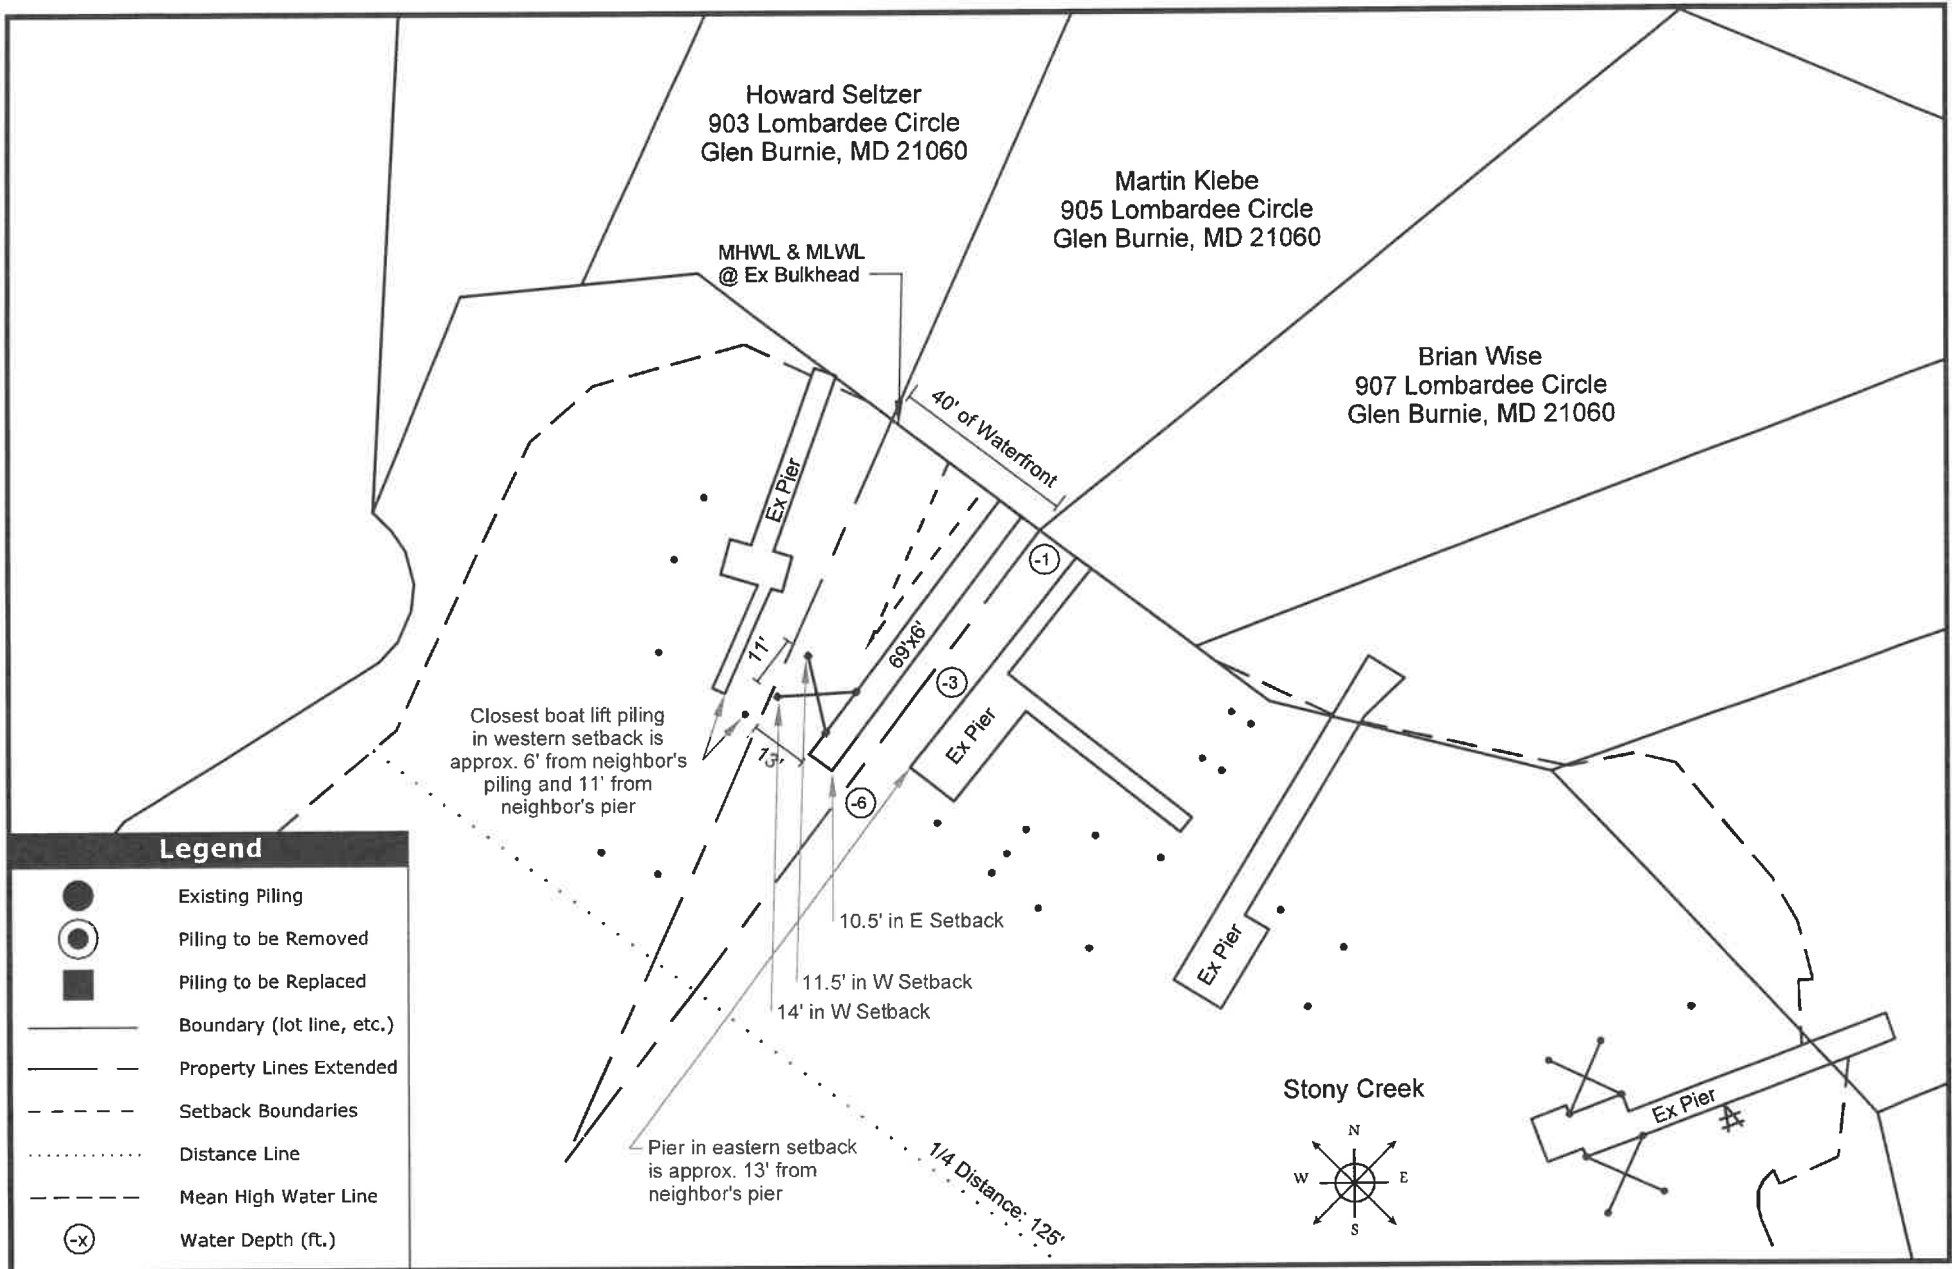 Howard Seltzer
903 Lombardee Circle
Glen Burnie, MD 21060
Martin Klebe
905 Lombardee Circle
Glen Burnie, MD 21060
MHWL & MLWL
@ Ex Bulkhead
Brian Wise
907 Lombardee Circle
Glen Burnie, MD 21060
40' of Waterfront
Ex Pier
-1
69'x6'
11'
-3
Closest boat lift piling
in western setback is
approx. 6' from neighbor's
piling and 11' from
neighbor's pier
13'
Ex Pier
-6
10.5' in E Setback
11.5' in W Setback
14' in W Setback
Ex Pier
Pier in eastern setback
is approx. 13' from
neighbor's pier
1/4 Distance: 125'
Stony Creek
N
W
E
S
Ex Pier
Legend
Existing Piling
Piling to be Removed
Piling to be Replaced
Boundary (lot line, etc.)
Property Lines Extended
Setback Boundaries
Distance Line
Mean High Water Line
-x
Water Depth (ft.)